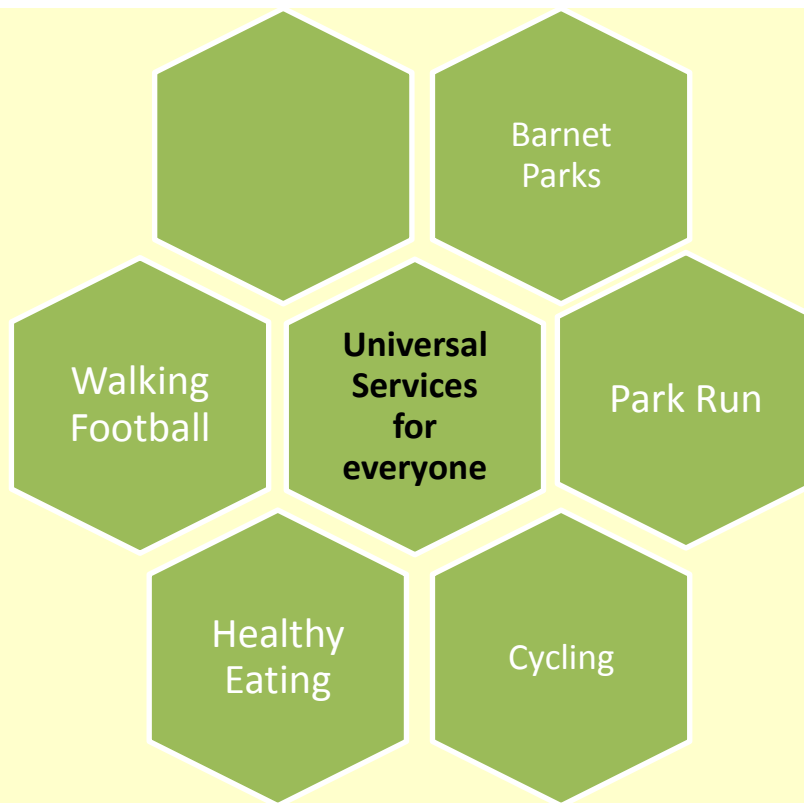 Barnet
Parks
Walking
Football
Universal
Services
for
everyone
Park Run
Healthy
Eating
Cycling